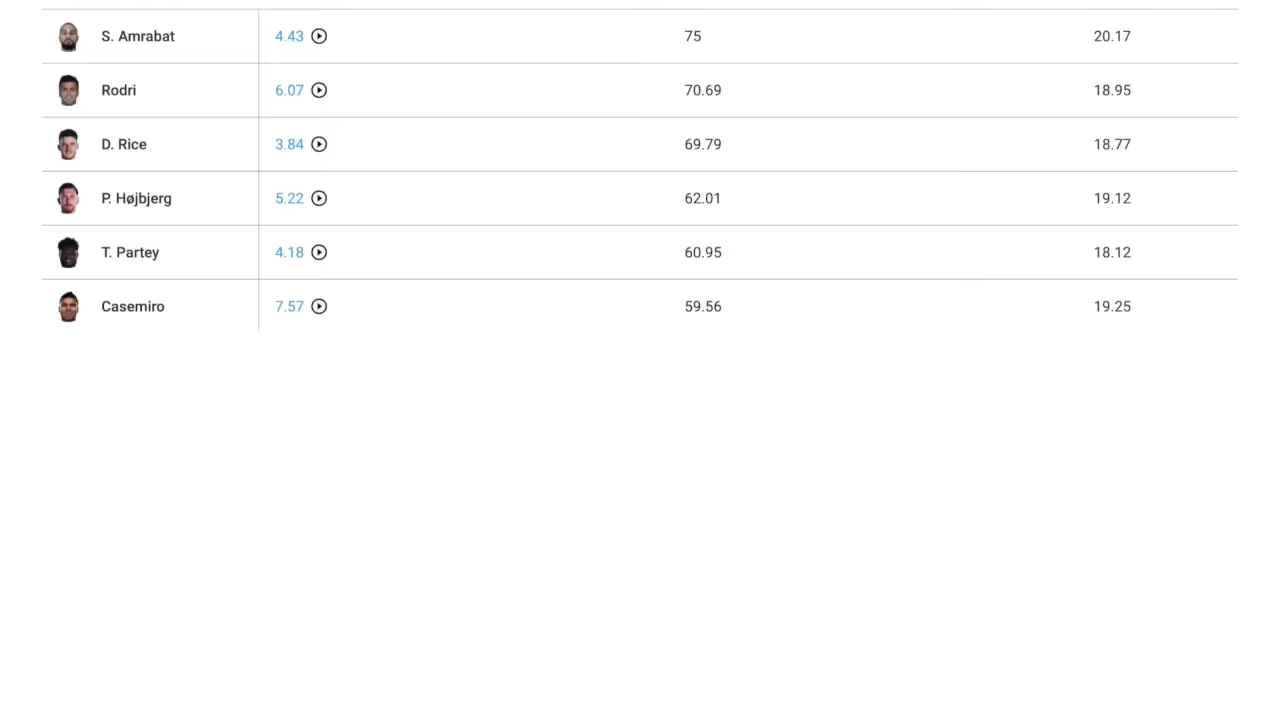 S. Amrabat 4.43 75 20.17
Rodri 6.07 70.69 18.95
D. Rice 3.84 69.79 18.77
P. Højbjerg 5.22 62.01 19.12
T. Partey 4.18 60.95 18.12
Casemiro 7.57 59.56 19.25